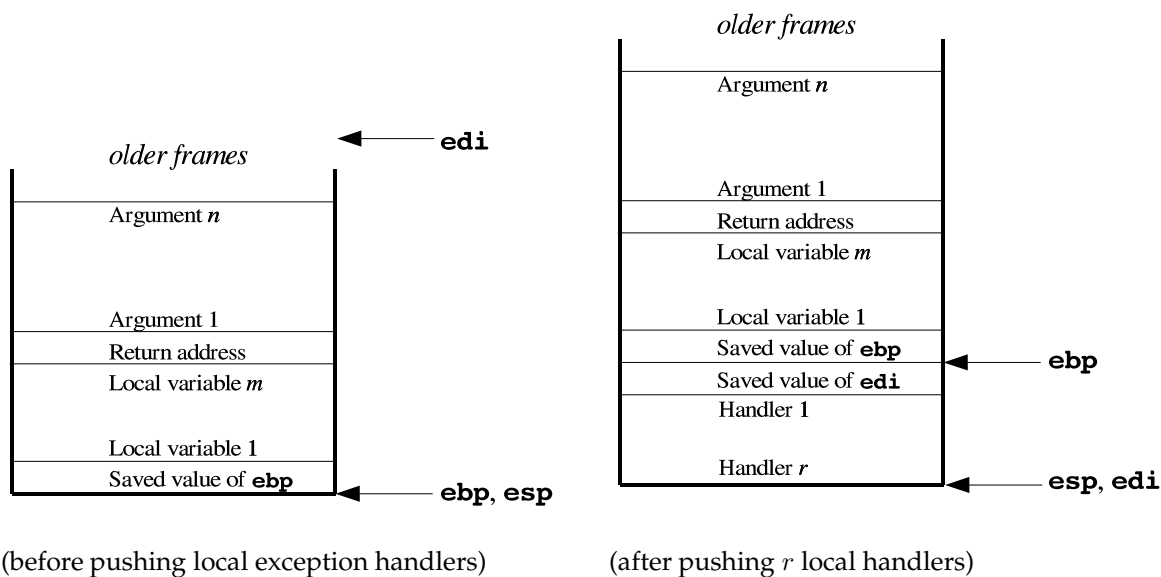 older frames
edi
Argument n
Argument 1
Return address
Local variable m
Local variable 1
Saved value of ebp
ebp, esp
(before pushing local exception handlers)
older frames
Argument n
Argument 1
Return address
Local variable m
Local variable 1
Saved value of ebp
ebp
Saved value of edi
Handler 1
Handler r
esp, edi
(after pushing r local handlers)